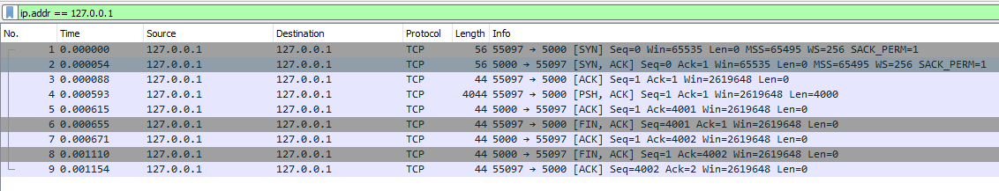 ip.addr == 127.0.0.1
No. Time Source Destination Protocol Length Info
1 0.000000 127.0.0.1 127.0.0.1 TCP 56 55097 → 5000 [SYN] Seq=0 Win=65535 Len=0 MSS=65495 WS=256 SACK_PERM=1
2 0.000054 127.0.0.1 127.0.0.1 TCP 56 5000 → 55097 [SYN, ACK] Seq=0 Ack=1 Win=65535 Len=0 MSS=65495 WS=256 SACK_PERM=1
3 0.000088 127.0.0.1 127.0.0.1 TCP 44 55097 → 5000 [ACK] Seq=1 Ack=1 Win=2619648 Len=0
4 0.000593 127.0.0.1 127.0.0.1 TCP 4044 55097 → 5000 [PSH, ACK] Seq=1 Ack=1 Win=2619648 Len=4000
5 0.000615 127.0.0.1 127.0.0.1 TCP 44 5000 → 55097 [ACK] Seq=1 Ack=4001 Win=2619648 Len=0
6 0.000655 127.0.0.1 127.0.0.1 TCP 44 55097 → 5000 [FIN, ACK] Seq=4001 Ack=1 Win=2619648 Len=0
7 0.000671 127.0.0.1 127.0.0.1 TCP 44 5000 → 55097 [ACK] Seq=1 Ack=4002 Win=2619648 Len=0
8 0.001110 127.0.0.1 127.0.0.1 TCP 44 5000 → 55097 [FIN, ACK] Seq=1 Ack=4002 Win=2619648 Len=0
9 0.001154 127.0.0.1 127.0.0.1 TCP 44 55097 → 5000 [ACK] Seq=4002 Ack=2 Win=2619648 Len=0